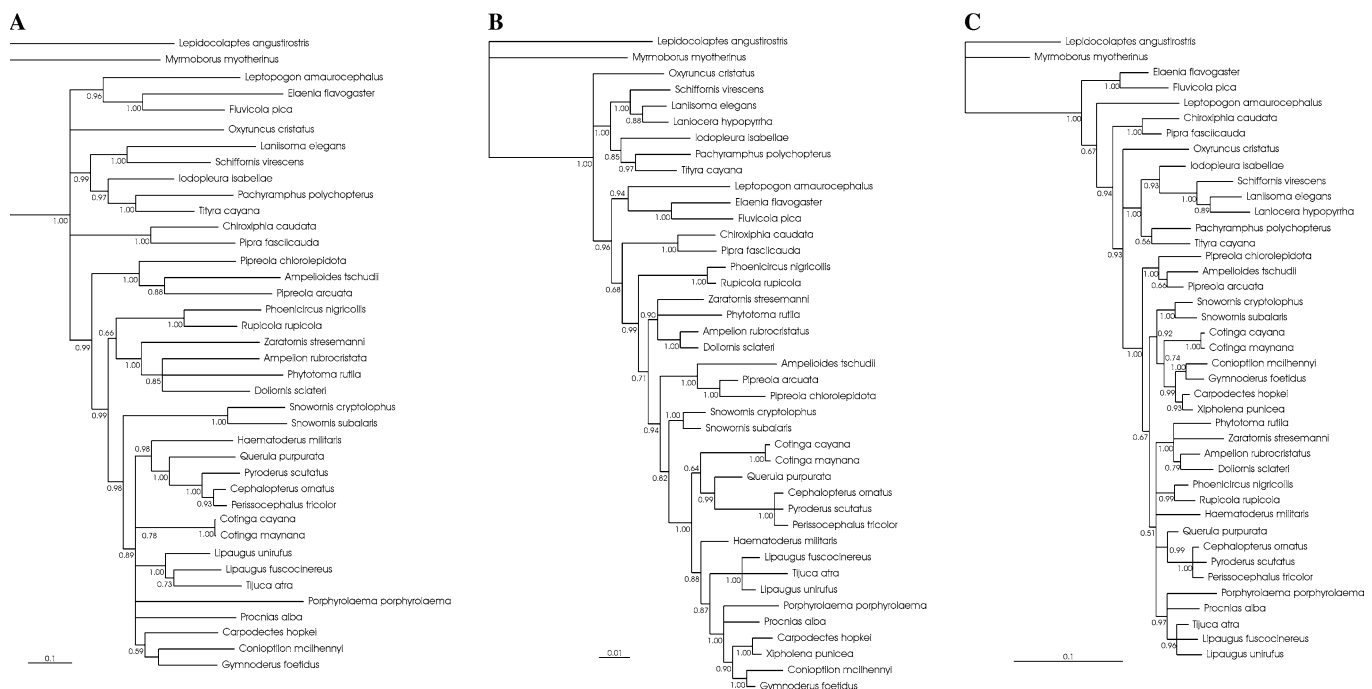 A
Lepidocolaptes angustirostris
Myrmoborus myotherinus
Leptopogon amaurocephalus
0.96
Elaenia flavogaster
1.00
Fluvicola pica
Oxyruncus cristatus
Laniisoma elegans
1.00
Schiffornis virescens
0.99
Iodopleura isabellae
0.97
Pachyramphus polychopterus
1.00
Tityra cayana
1.00
Chiroxiphia caudata
1.00
Pipra fasciicauda
Pipreola chlorolepidota
Ampelioides tschudii
0.88
Pipreola arcuata
Phoenicircus nigricollis
1.00
Rupicola rupicola
0.66
0.99
Zaratornis stresemanni
Ampelion rubrocristata
1.00
Phytotoma rutila
0.85
Doliornis sclateri
0.99
Snowornis cryptolophus
1.00
Snowornis subalaris
Haematoderus militaris
0.98
Querula purpurata
Pyroderus scutatus
1.00
0.98
Cephalopterus ornatus
1.00
0.93
Perissocephalus tricolor
Cotinga cayana
0.78
1.00
Cotinga maynana
0.89
Lipaugus unirufus
1.00
Lipaugus fuscocinereus
0.73
Tijuca atra
Porphyrolaema porphyrolaema
Procnias alba
Carpodectes hopkei
0.59
Conioptilon mcilhennyi
Gymnoderus foetidus
0.1
B
Lepidocolaptes angustirostris
Myrmoborus myotherinus
Oxyruncus cristatus
Schiffornis virescens
1.00
Laniisoma elegans
1.00
0.88
Laniocera hypopyrrha
Iodopleura isabellae
0.85
Pachyramphus polychopterus
1.00
0.97
Tityra cayana
Leptopogon amaurocephalus
0.94
Elaenia flavogaster
1.00
Fluvicola pica
Chiroxiphia caudata
0.96
1.00
Pipra fasciicauda
Phoenicircus nigricollis
0.68
1.00
Rupicola rupicola
Zaratornis stresemanni
0.90
Phytotoma rutila
0.99
Ampelion rubrocristatus
1.00
Doliornis sclateri
Ampelioides tschudii
0.71
1.00
Pipreola arcuata
1.00
Pipreola chlorolepidota
Snowornis cryptolophus
1.00
0.94
Snowornis subalaris
Cotinga cayana
1.00
Cotinga maynana
0.64
0.82
Querula purpurata
0.99
Cephalopterus ornatus
Pyroderus scutatus
1.00
Perissocephalus tricolor
1.00
Haematoderus militaris
Lipaugus fuscocinereus
0.88
1.00
Tijuca atra
Lipaugus unirufus
0.87
Porphyrolaema porphyrolaema
Procnias alba
1.00
Carpodectes hopkei
1.00
Xipholena punicea
0.90
Conioptilon mcilhennyi
1.00
Gymnoderus foetidus
0.01
C
Lepidocolaptes angustirostris
Myrmoborus myotherinus
Elaenia flavogaster
1.00
Fluvicola pica
Leptopogon amaurocephalus
1.00
Chiroxiphia caudata
1.00
Pipra fasciicauda
0.67
Oxyruncus cristatus
Iodopleura isabellae
0.93
Schiffornis virescens
1.00
0.94
Laniisoma elegans
0.89
Laniocera hypopyrrha
1.00
Pachyramphus polychopterus
0.56
Tityra cayana
0.93
Pipreola chlorolepidota
1.00
Ampelioides tschudii
0.66
Pipreola arcuata
Snowornis cryptolophus
1.00
Snowornis subalaris
0.92
Cotinga cayana
1.00
Cotinga maynana
1.00
0.74
1.00
Conioptilon mcilhennyi
Gymnoderus foetidus
0.99
Carpodectes hopkei
0.93
Xipholena punicea
Phytotoma rutila
0.67
Zaratornis stresemanni
1.00
Ampelion rubrocristatus
0.79
Doliornis sclateri
Phoenicircus nigricollis
0.99
Rupicola rupicola
Haematoderus militaris
0.51
Querula purpurata
0.99
Cephalopterus ornatus
1.00
Pyroderus scutatus
Perissocephalus tricolor
Porphyrolaema porphyrolaema
Procnias alba
0.97
Tijuca atra
Lipaugus fuscocinereus
0.96
Lipaugus unirufus
0.1